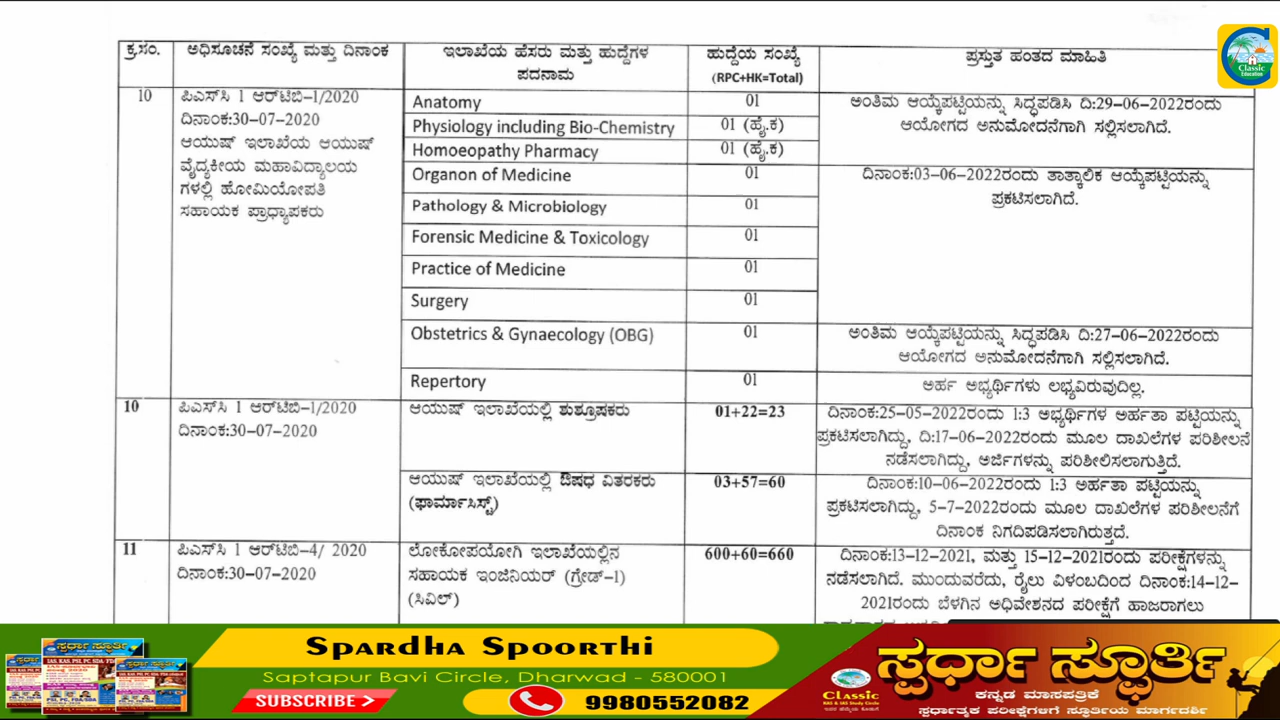 ಕ್ರ.ಸಂ.
ಅಧಿಸೂಚನೆ ಸಂಖ್ಯೆ ಮತ್ತು ದಿನಾಂಕ
ಇಲಾಖೆಯ ಹೆಸರು ಮತ್ತು ಹುದ್ದೆಗಳ
ಪದನಾಮ
ಹುದ್ದೆಯ ಸಂಖ್ಯೆ
(RPC+HK=Total)
ಪ್ರಸ್ತುತ ಹಂತದ ಮಾಹಿತಿ
Classic
Education
10
ಪಿಎಸ್‌ಸಿ 1 ಆರ್‌ಟಿಬಿ-1/2020
ದಿನಾಂಕ:30-07-2020
ಆಯುಷ್ ಇಲಾಖೆಯ ಆಯುಷ್
ವೈದ್ಯಕೀಯ ಮಹಾವಿದ್ಯಾಲಯ
ಗಳಲ್ಲಿ ಹೋಮಿಯೋಪತಿ
ಸಹಾಯಕ ಪ್ರಾಧ್ಯಾಪಕರು
Anatomy 01
Physiology including Bio-Chemistry 01 (ಹೈ.ಕ)
Homoeopathy Pharmacy 01 (ಹೈ.ಕ)
ಅಂತಿಮ ಆಯ್ಕೆಪಟ್ಟಿಯನ್ನು ಸಿದ್ಧಪಡಿಸಿ ದಿ:29-06-2022ರಂದು
ಆಯೋಗದ ಅನುಮೋದನೆಗಾಗಿ ಸಲ್ಲಿಸಲಾಗಿದೆ.
Organon of Medicine 01
Pathology & Microbiology 01
Forensic Medicine & Toxicology 01
Practice of Medicine 01
Surgery 01
ದಿನಾಂಕ:03-06-2022ರಂದು ತಾತ್ಕಾಲಿಕ ಆಯ್ಕೆಪಟ್ಟಿಯನ್ನು
ಪ್ರಕಟಿಸಲಾಗಿದೆ.
Obstetrics & Gynaecology (OBG) 01
ಅಂತಿಮ ಆಯ್ಕೆಪಟ್ಟಿಯನ್ನು ಸಿದ್ಧಪಡಿಸಿ ದಿ:27-06-2022ರಂದು
ಆಯೋಗದ ಅನುಮೋದನೆಗಾಗಿ ಸಲ್ಲಿಸಲಾಗಿದೆ.
Repertory 01 ಅರ್ಹ ಅಭ್ಯರ್ಥಿಗಳು ಲಭ್ಯವಿರುವುದಿಲ್ಲ.
10
ಪಿಎಸ್‌ಸಿ 1 ಆರ್‌ಟಿಬಿ-1/2020
ದಿನಾಂಕ:30-07-2020
ಆಯುಷ್ ಇಲಾಖೆಯಲ್ಲಿ ಶುಶ್ರೂಷಕರು
01+22=23
ದಿನಾಂಕ:25-05-2022ರಂದು 1:3 ಅಭ್ಯರ್ಥಿಗಳ ಅರ್ಹತಾ ಪಟ್ಟಿಯನ್ನು
ಪ್ರಕಟಿಸಲಾಗಿದ್ದು, ದಿ:17-06-2022ರಂದು ಮೂಲ ದಾಖಲೆಗಳ ಪರಿಶೀಲನೆ
ನಡೆಸಲಾಗಿದ್ದು, ಅರ್ಜಿಗಳನ್ನು ಪರಿಶೀಲಿಸಲಾಗುತ್ತಿದೆ.
ಆಯುಷ್ ಇಲಾಖೆಯಲ್ಲಿ ಔಷಧ ವಿತರಕರು
(ಫಾರ್ಮಾಸಿಸ್ಟ್)
03+57=60
ದಿನಾಂಕ:10-06-2022ರಂದು 1:3 ಅರ್ಹತಾ ಪಟ್ಟಿಯನ್ನು
ಪ್ರಕಟಿಸಲಾಗಿದ್ದು, 5-7-2022ರಂದು ಮೂಲ ದಾಖಲೆಗಳ ಪರಿಶೀಲನೆಗೆ
ದಿನಾಂಕ ನಿಗದಿಪಡಿಸಲಾಗಿರುತ್ತದೆ.
11
ಪಿಎಸ್‌ಸಿ 1 ಆರ್‌ಟಿಬಿ-4/ 2020
ದಿನಾಂಕ:30-07-2020
ಲೋಕೋಪಯೋಗಿ ಇಲಾಖೆಯಲ್ಲಿನ
ಸಹಾಯಕ ಇಂಜಿನಿಯರ್ (ಗ್ರೇಡ್-1)
(ಸಿವಿಲ್)
600+60=660
ದಿನಾಂಕ:13-12-2021, ಮತ್ತು 15-12-2021ರಂದು ಪರೀಕ್ಷೆಗಳನ್ನು
ನಡೆಸಲಾಗಿದೆ. ಮುಂದುವರೆದು, ರೈಲು ವಿಳಂಬದಿಂದ ದಿನಾಂಕ:14-12-
2021ರಂದು ಬೆಳಗಿನ ಅಧಿವೇಶನದ ಪರೀಕ್ಷೆಗೆ ಹಾಜರಾಗಲು
Spardha Spoorthi
Saptapur Bavi Circle, Dharwad - 580001
SUBSCRIBE
9980552082
ಸ್ಪರ್ಧಾ ಸ್ಫೂರ್ತಿ
Classic
KAS & IAS Study Circle
ಕನ್ನಡ ಮಾಸಪತ್ರಿಕೆ
ಸ್ಪರ್ಧಾತ್ಮಕ ಪರೀಕ್ಷೆಗಳಿಗೆ ಸ್ಫೂರ್ತಿಯ ಮಾರ್ಗದರ್ಶಿ